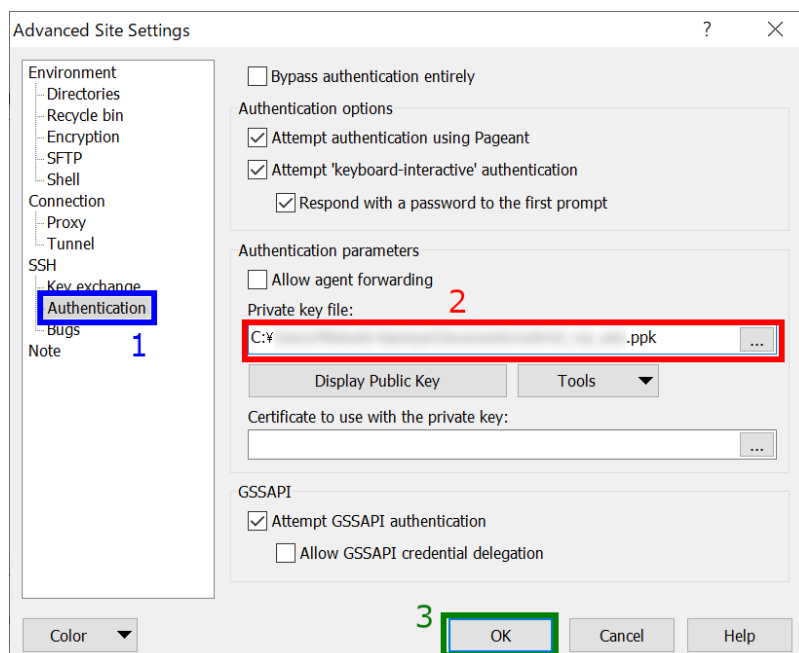 Advanced Site Settings
?
Environment
Directories
Recycle bin
Encryption
SFTP
Shell
Connection
Proxy
Tunnel
SSH
Key exchange
Authentication
Bugs
Note
1
Bypass authentication entirely
Authentication options
Attempt authentication using Pageant
Attempt 'keyboard-interactive' authentication
Respond with a password to the first prompt
Authentication parameters
Allow agent forwarding
2
Private key file:
C:¥ .ppk
...
Display Public Key
Tools
Certificate to use with the private key:
...
GSSAPI
Attempt GSSAPI authentication
Allow GSSAPI credential delegation
3
Color
OK
Cancel
Help